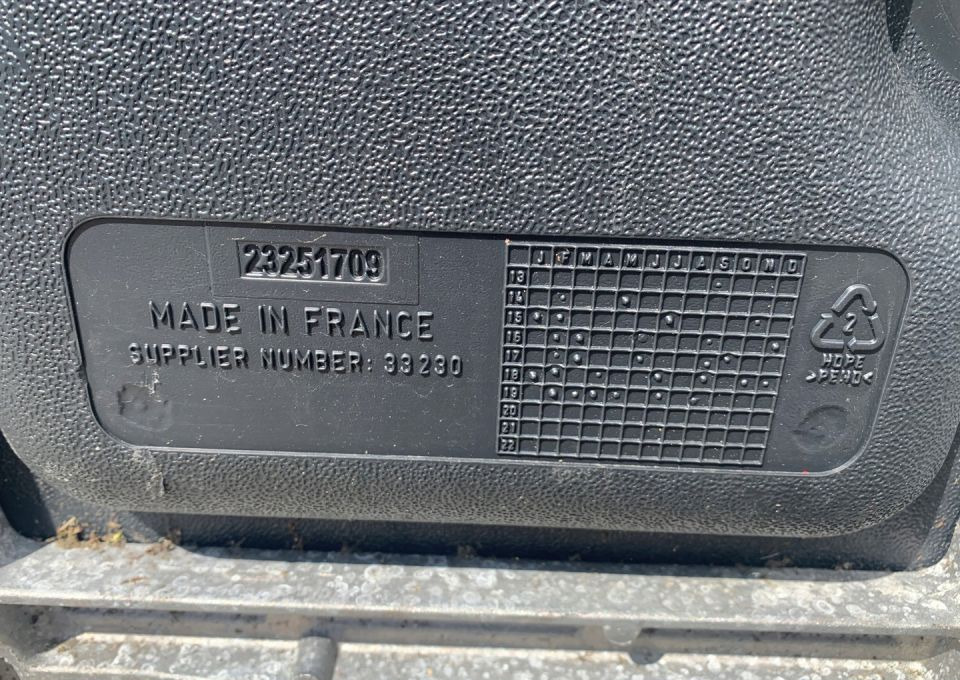 23251709
MADE IN FRANCE
SUPPLIER NUMBER: 33230
J F M A M J J A S O N D
13
14
15
16
17
18
19
20
21
22
2
HDPE
>PEHD<